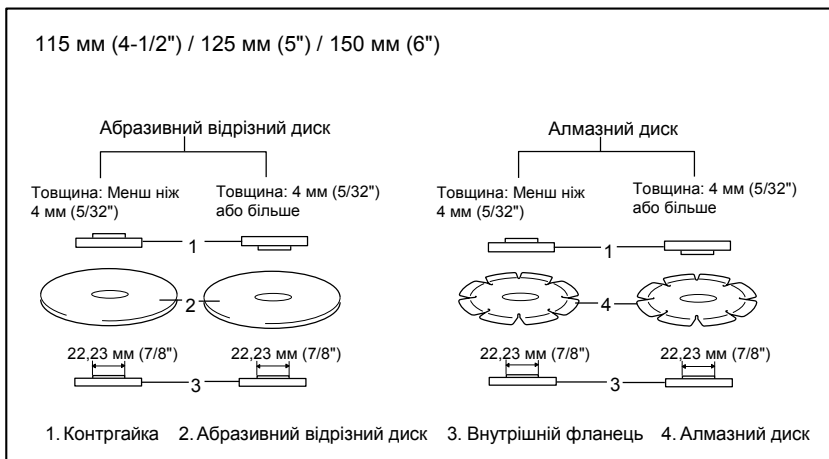 115 мм (4-1/2") / 125 мм (5") / 150 мм (6")
Абразивний відрізний диск
Товщина: Менш ніж
4 мм (5/32")
Товщина: 4 мм (5/32")
або більше
1
2
22,23 мм (7/8")
22,23 мм (7/8")
3
Алмазний диск
Товщина: Менш ніж
4 мм (5/32")
Товщина: 4 мм (5/32")
або більше
1
4
22,23 мм (7/8")
22,23 мм (7/8")
3
1. Контргайка 2. Абразивний відрізний диск 3. Внутрішній фланець 4. Алмазний диск